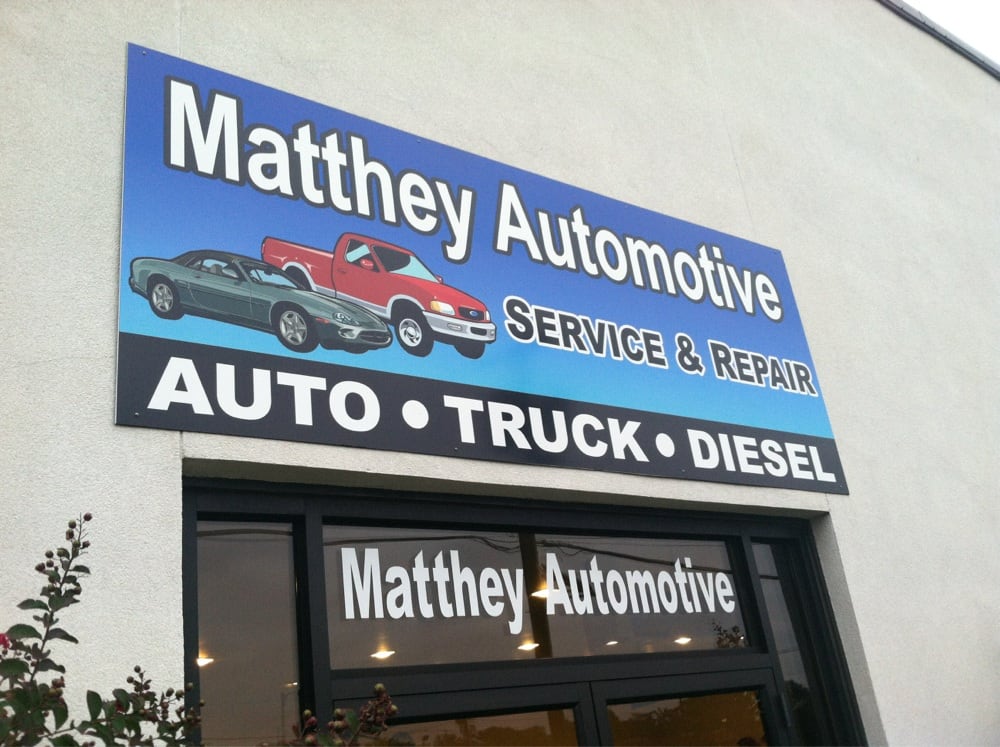 Matthey Automotive
SERVICE & REPAIR
AUTO • TRUCK • DIESEL
Matthey Automotive